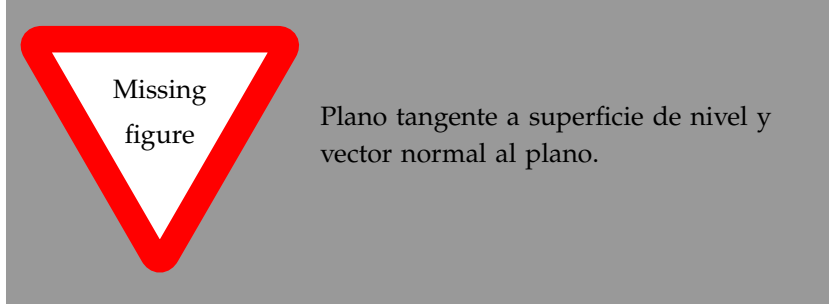 Missing
figure
Plano tangente a superficie de nivel y
vector normal al plano.